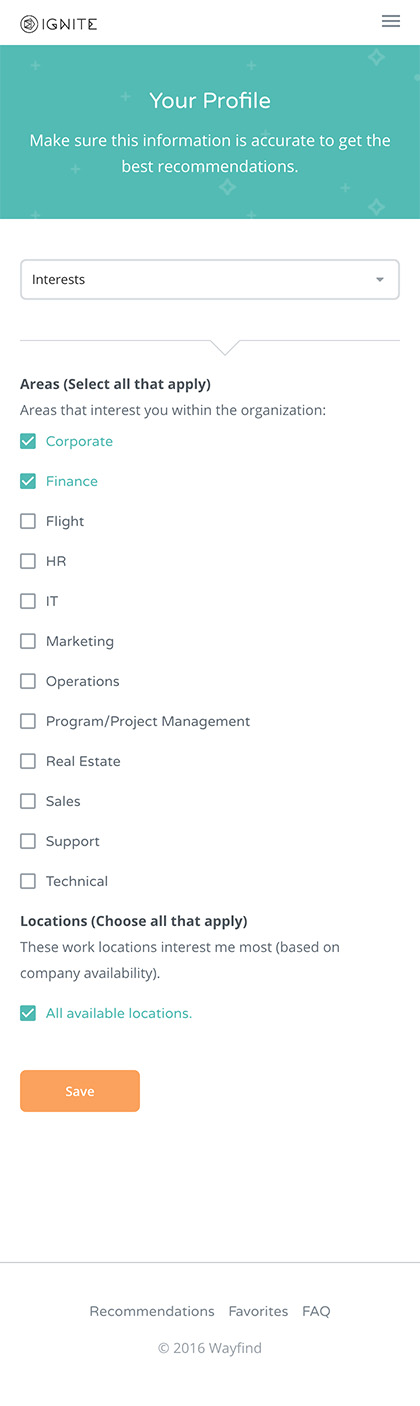 IGNITE
Your Profile
Make sure this information is accurate to get the
best recommendations.
Interests
Areas (Select all that apply)
Areas that interest you within the organization:
Corporate
Finance
Flight
HR
IT
Marketing
Operations
Program/Project Management
Real Estate
Sales
Support
Technical
Locations (Choose all that apply)
These work locations interest me most (based on
company availability).
All available locations.
Save
Recommendations Favorites FAQ
© 2016 Wayfind